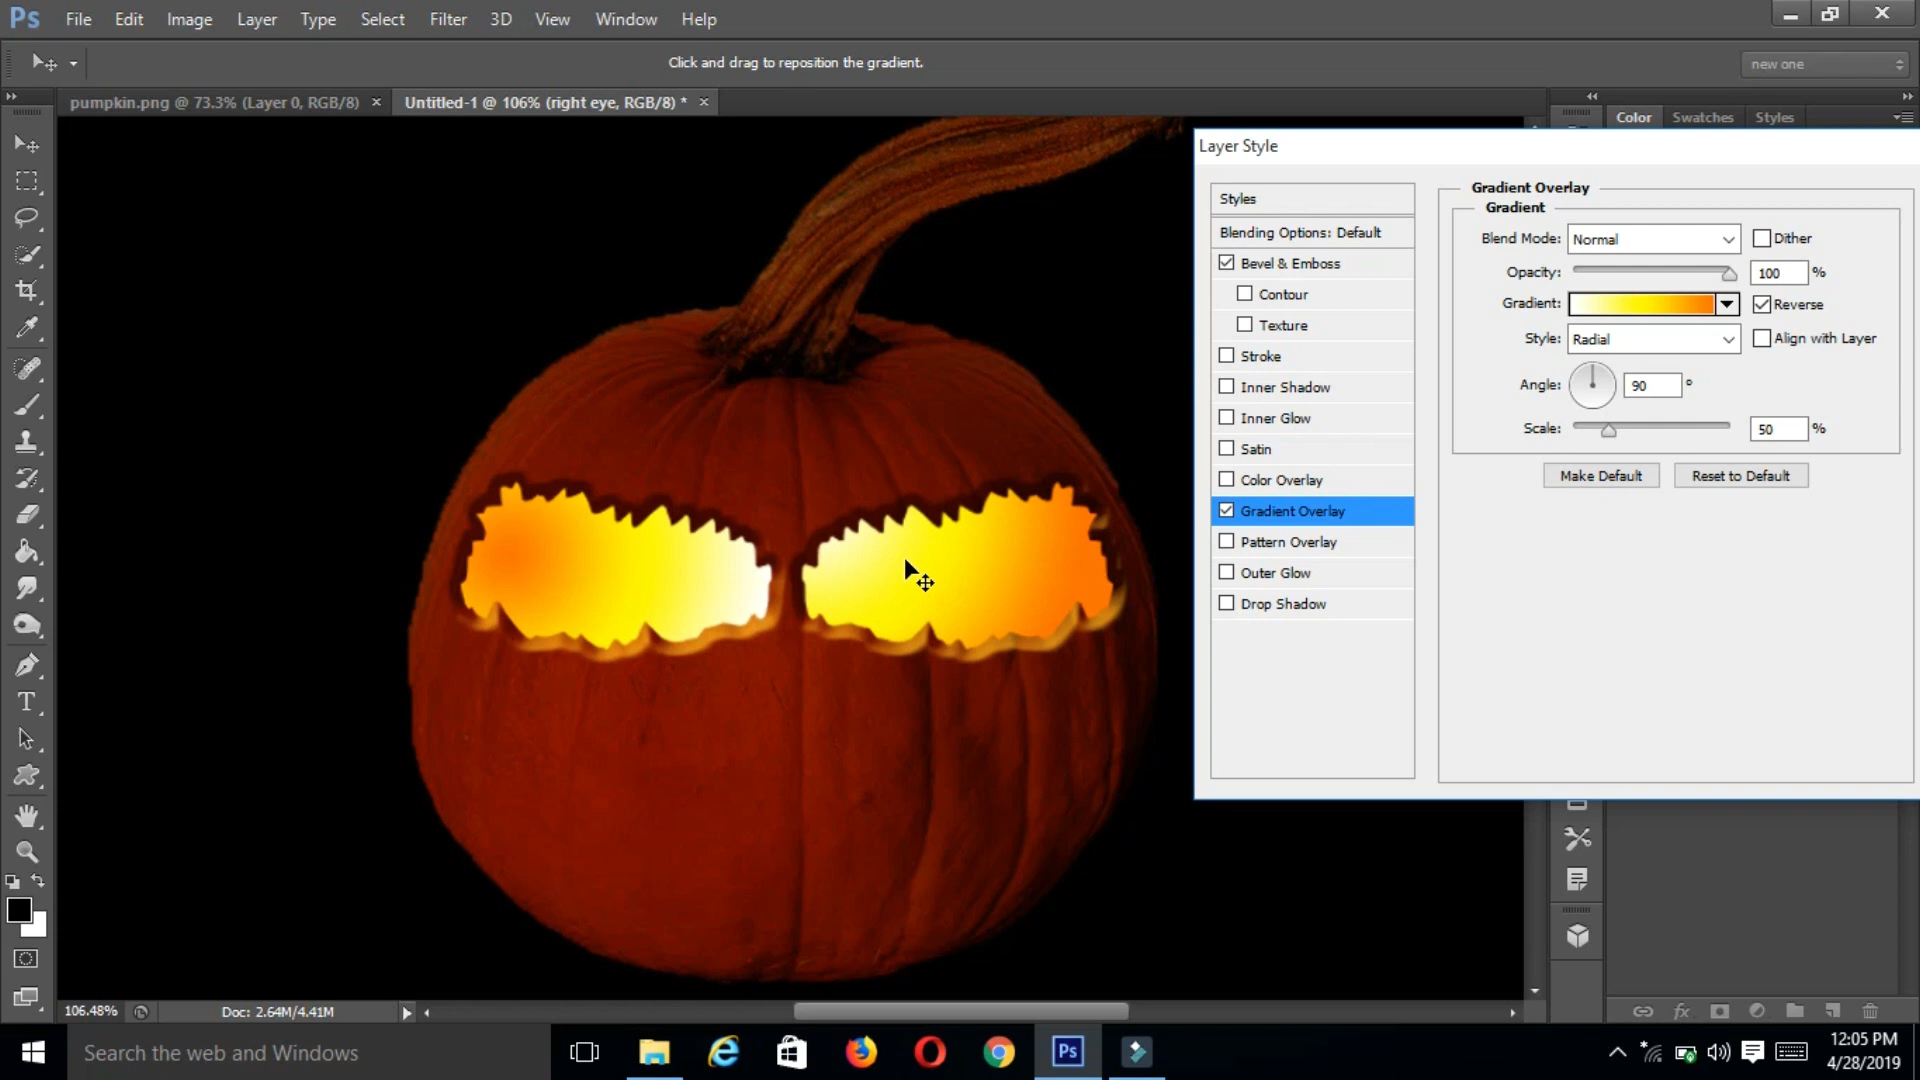 Ps File Edit Image Layer Type Select Filter 3D View Window Help
Click and drag to reposition the gradient.
new one
pumpkin.png @ 73.3% (Layer 0, RGB/8) × Untitled-1 @ 106% (right eye, RGB/8) * ×
Color Swatches Styles
Layer Style
Styles
Blending Options: Default
Bevel & Emboss
Contour
Texture
Stroke
Inner Shadow
Inner Glow
Satin
Color Overlay
Gradient Overlay
Pattern Overlay
Outer Glow
Drop Shadow
Gradient Overlay
Gradient
Blend Mode: Normal Dither
Opacity: 100 %
Gradient: Reverse
Style: Radial Align with Layer
Angle: 90 °
Scale: 50 %
Make Default Reset to Default
T
fx
106.48% Doc: 2.64M/4.41M
Search the web and Windows
Ps
12:05 PM
4/28/2019